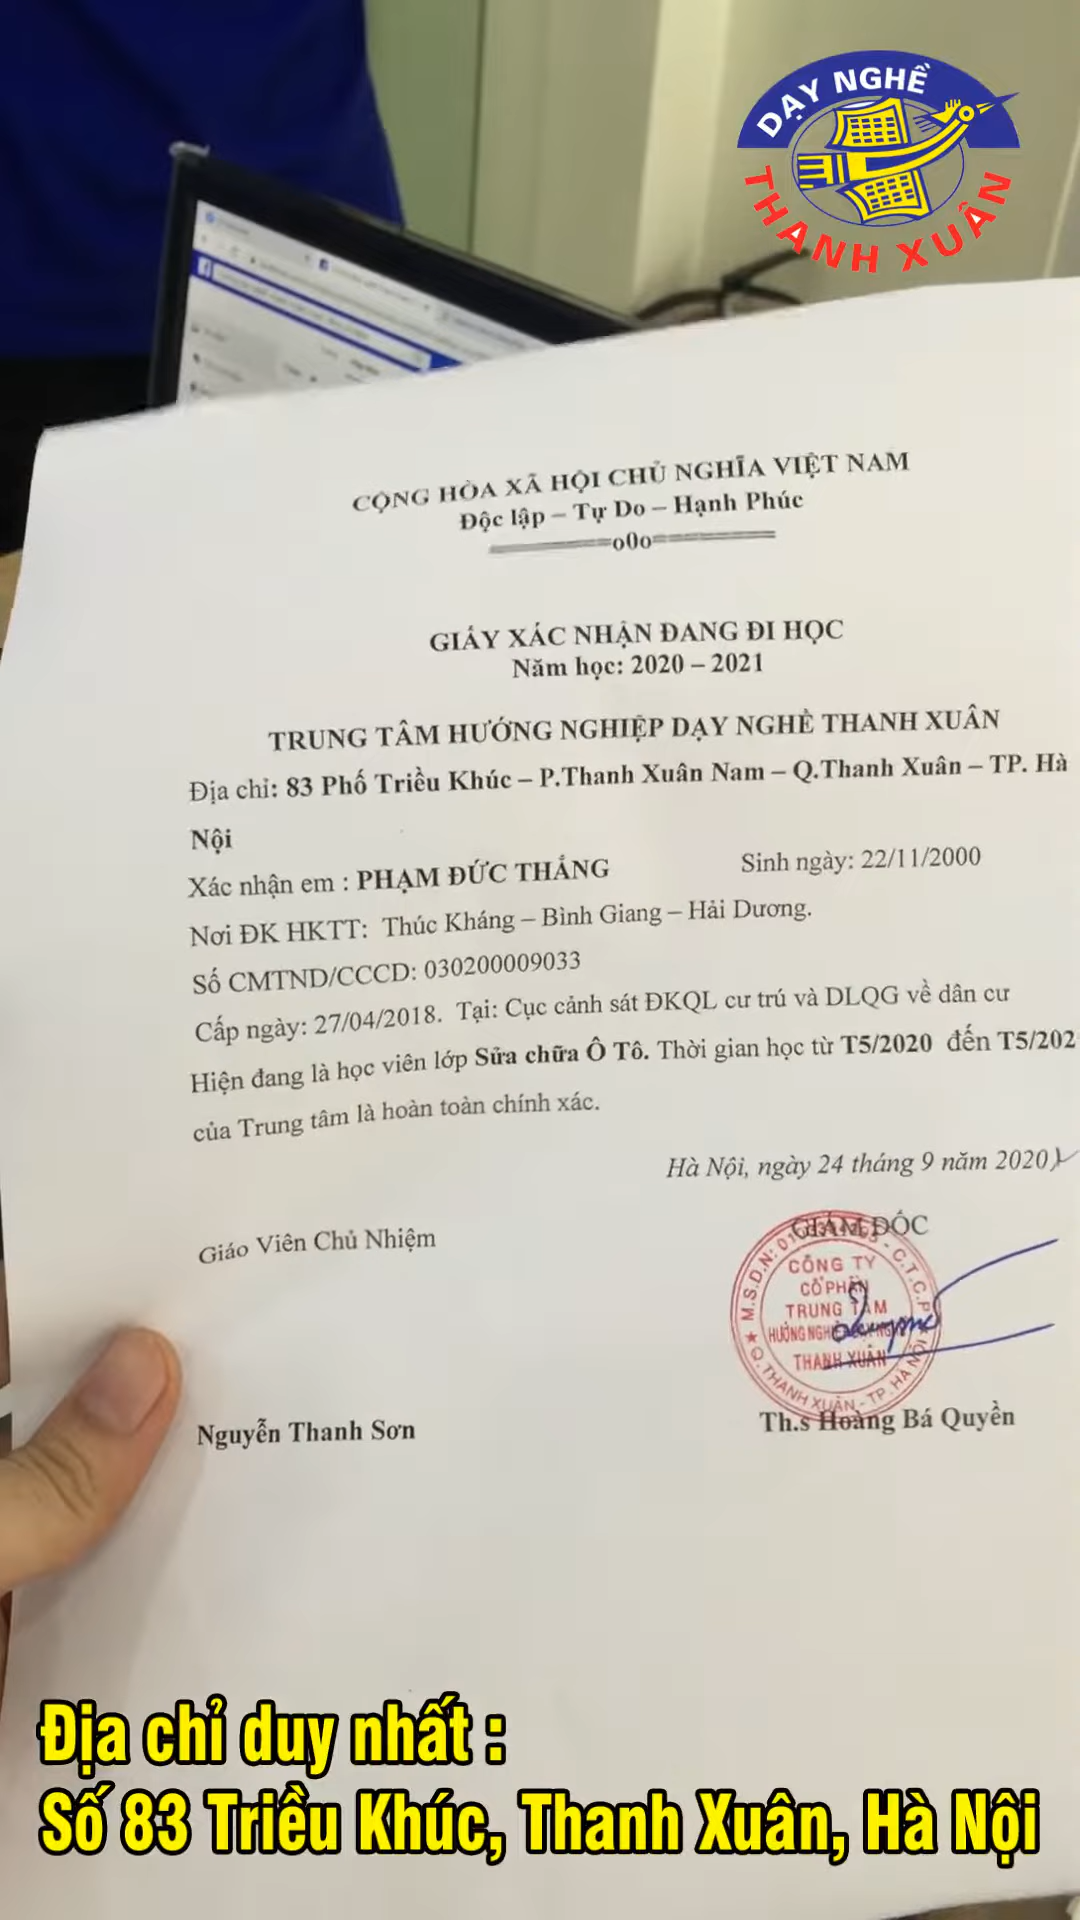 DẠY NGHỀ
THANH XUÂN
CỘNG HÒA XÃ HỘI CHỦ NGHĨA VIỆT NAM
Độc lập – Tự Do – Hạnh Phúc
==========o0o==========
GIẤY XÁC NHẬN ĐANG ĐI HỌC
Năm học: 2020 – 2021
TRUNG TÂM HƯỚNG NGHIỆP DẠY NGHỀ THANH XUÂN
Địa chỉ: 83 Phố Triều Khúc – P.Thanh Xuân Nam – Q.Thanh Xuân – TP. Hà
Nội
Xác nhận em : PHẠM ĐỨC THẮNG Sinh ngày: 22/11/2000
Nơi ĐK HKTT: Thúc Kháng – Bình Giang – Hải Dương.
Số CMTND/CCCD: 030200009033
Cấp ngày: 27/04/2018. Tại: Cục cảnh sát ĐKQL cư trú và DLQG về dân cư
Hiện đang là học viên lớp Sửa chữa Ô Tô. Thời gian học từ T5/2020 đến T5/202
của Trung tâm là hoàn toàn chính xác.
Hà Nội, ngày 24 tháng 9 năm 2020
Giáo Viên Chủ Nhiệm
GIÁM ĐỐC
M.S.D.N: - C.T.C.P
CÔNG TY
CỔ PHẦN
TRUNG TÂM
HƯỚNG NGHIỆP
THANH XUÂN
Q.THANH XUÂN - TP. HÀ NỘI
Nguyễn Thanh Sơn
Th.s Hoàng Bá Quyền
Địa chỉ duy nhất :
Số 83 Triều Khúc, Thanh Xuân, Hà Nội